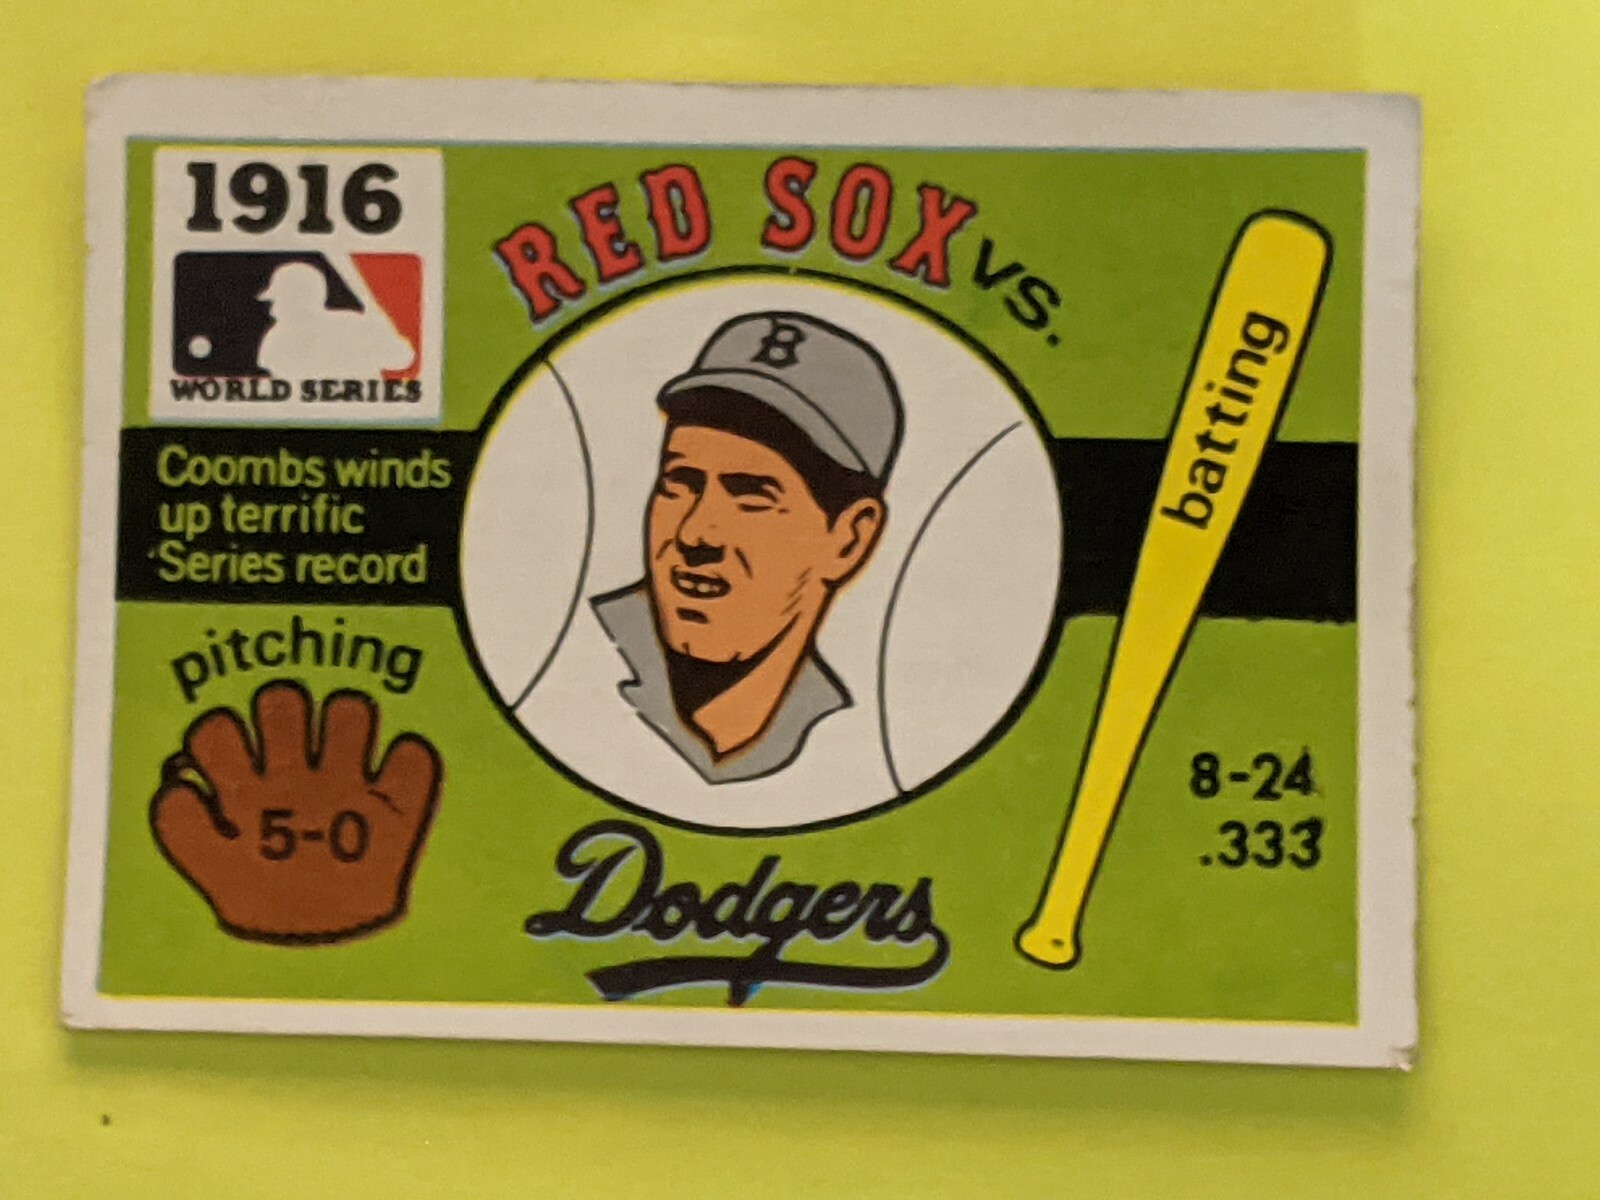 1916
WORLD SERIES
RED SOX vs.
B
Coombs winds
up terrific
Series record
pitching
5-0
batting
8-24
.333
Dodgers